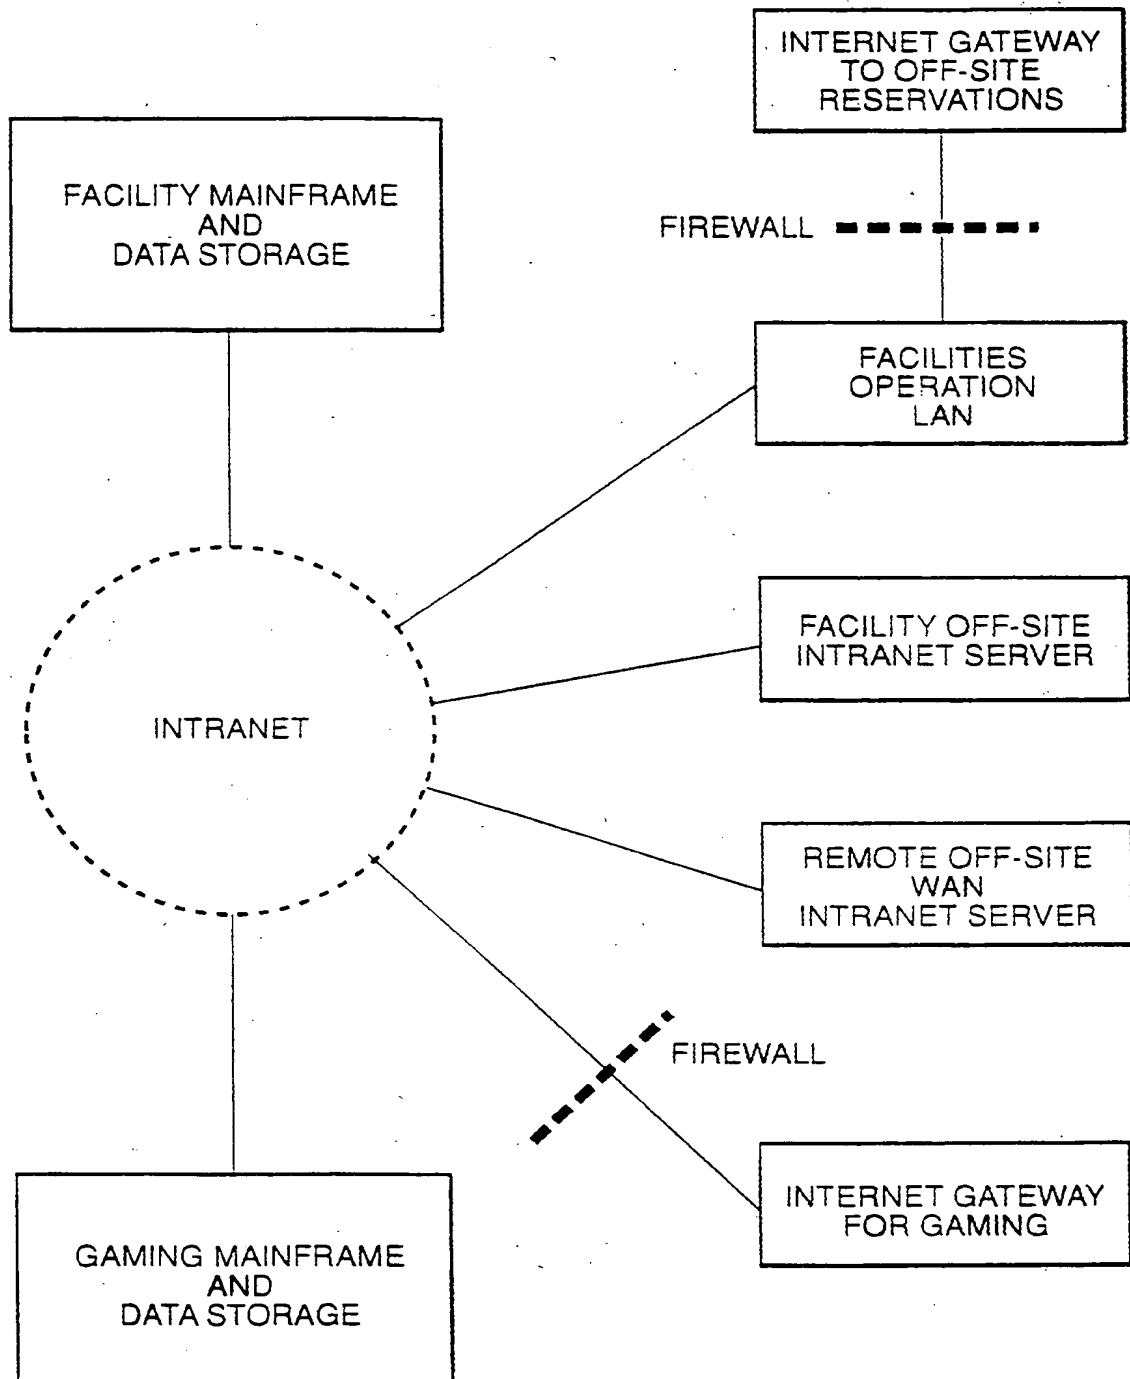 INTERNET GATEWAY
TO OFF-SITE
RESERVATIONS
FACILITY MAINFRAME
AND
DATA STORAGE
FIREWALL
FACILITIES
OPERATION
LAN
FACILITY OFF-SITE
INTRANET SERVER
INTRANET
REMOTE OFF-SITE
WAN
INTRANET SERVER
FIREWALL
INTERNET GATEWAY
FOR GAMING
GAMING MAINFRAME
AND
DATA STORAGE